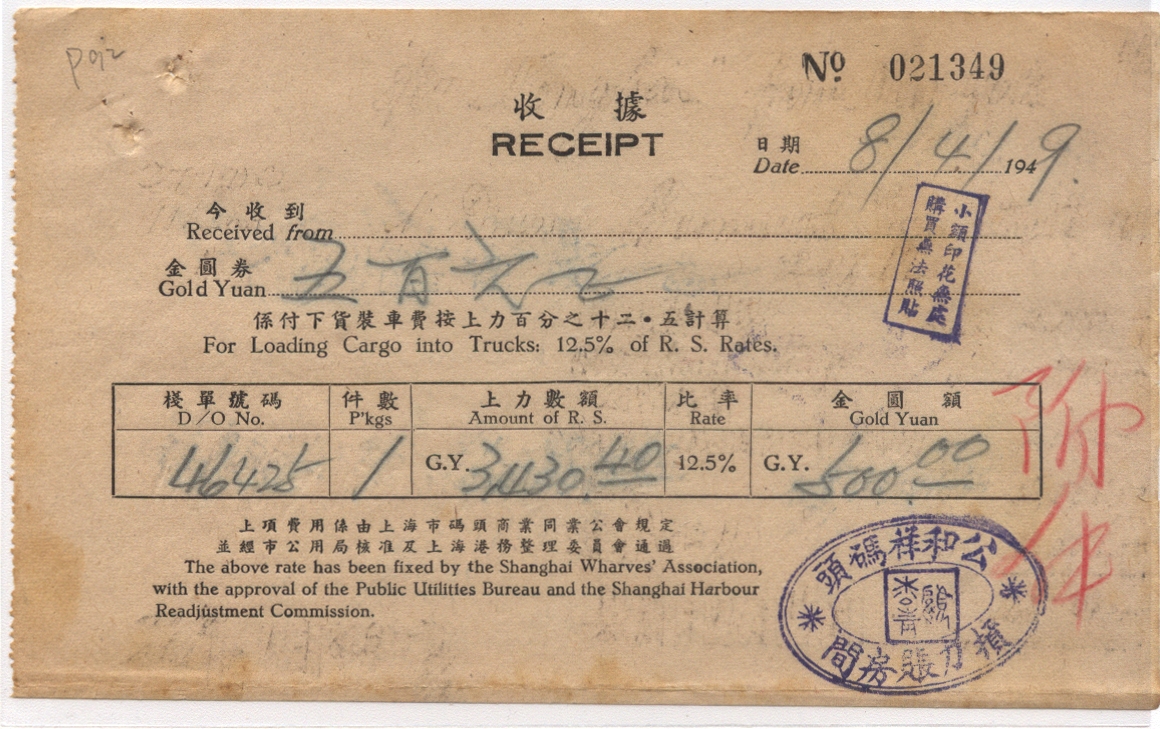 P92
No 021349
收據
RECEIPT
日期
Date 8/4/1949.
今收到
Received from
金圓券
Gold Yuan 五百元正
係付下貨裝車費按上力百分之十二·五計算
For Loading Cargo into Trucks: 12.5% of R. S. Rates.
小額印花無處
購買無法照貼
棧單號碼 件數 上力數額 比率 金圓額
D/O No. P'kgs Amount of R. S. Rate Gold Yuan
46425 1 G.Y. 3,430.40 12.5% G.Y. 500.00
上項費用係由上海市碼頭商業同業公會規定
並經市公用局核准及上海港務整理委員會通過
The above rate has been fixed by the Shanghai Wharves' Association,
with the approval of the Public Utilities Bureau and the Shanghai Harbour
Readjustment Commission.
公和祥碼頭
賬房間